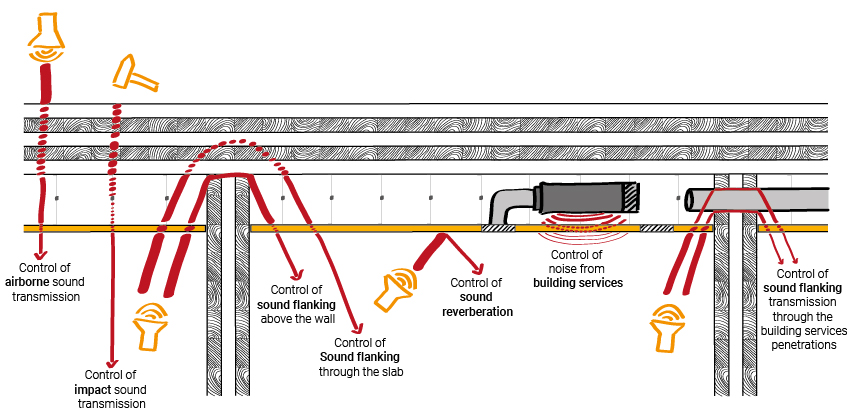 Control of
airborne sound
transmission
Control of
impact sound
transmission
Control of
sound flanking
above the wall
Control of
Sound flanking
through the slab
Control of
sound
reverberation
Control of
noise from
building services
Control of
sound flanking
transmission
through the
building services
penetrations